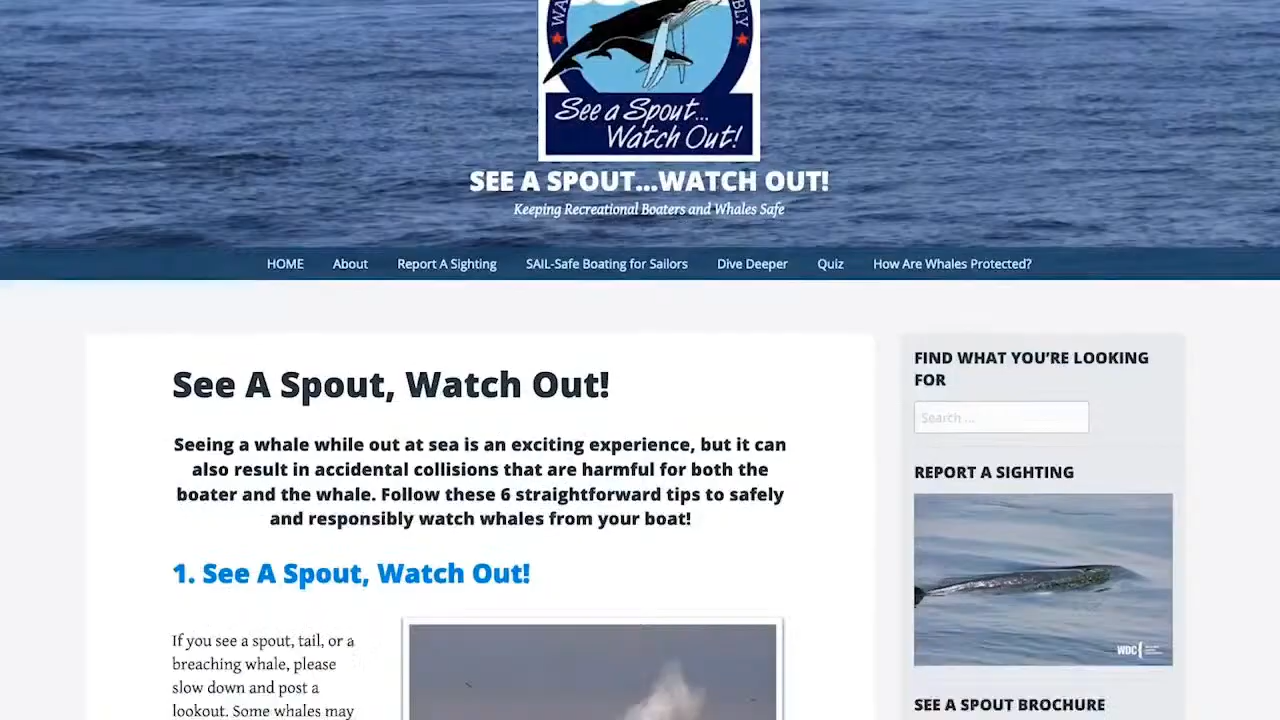 WA
BLY
See a Spout...
Watch Out!
SEE A SPOUT...WATCH OUT!
Keeping Recreational Boaters and Whales Safe
HOME About Report A Sighting SAIL-Safe Boating for Sailors Dive Deeper Quiz How Are Whales Protected?
See A Spout, Watch Out!
Seeing a whale while out at sea is an exciting experience, but it can
also result in accidental collisions that are harmful for both the
boater and the whale. Follow these 6 straightforward tips to safely
and responsibly watch whales from your boat!
1. See A Spout, Watch Out!
If you see a spout, tail, or a
breaching whale, please
slow down and post a
lookout. Some whales may
FIND WHAT YOU’RE LOOKING
FOR
Search ...
REPORT A SIGHTING
WDC
SEE A SPOUT BROCHURE